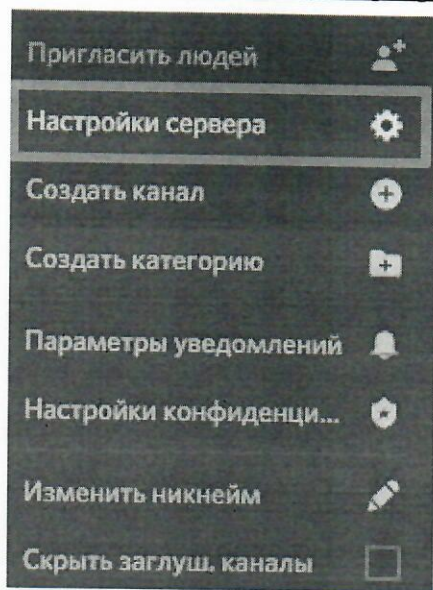 Пригласить людей
Настройки сервера
Создать канал
Создать категорию
Параметры уведомлений
Настройки конфиденци...
Изменить никнейм
Скрыть заглуш. каналы